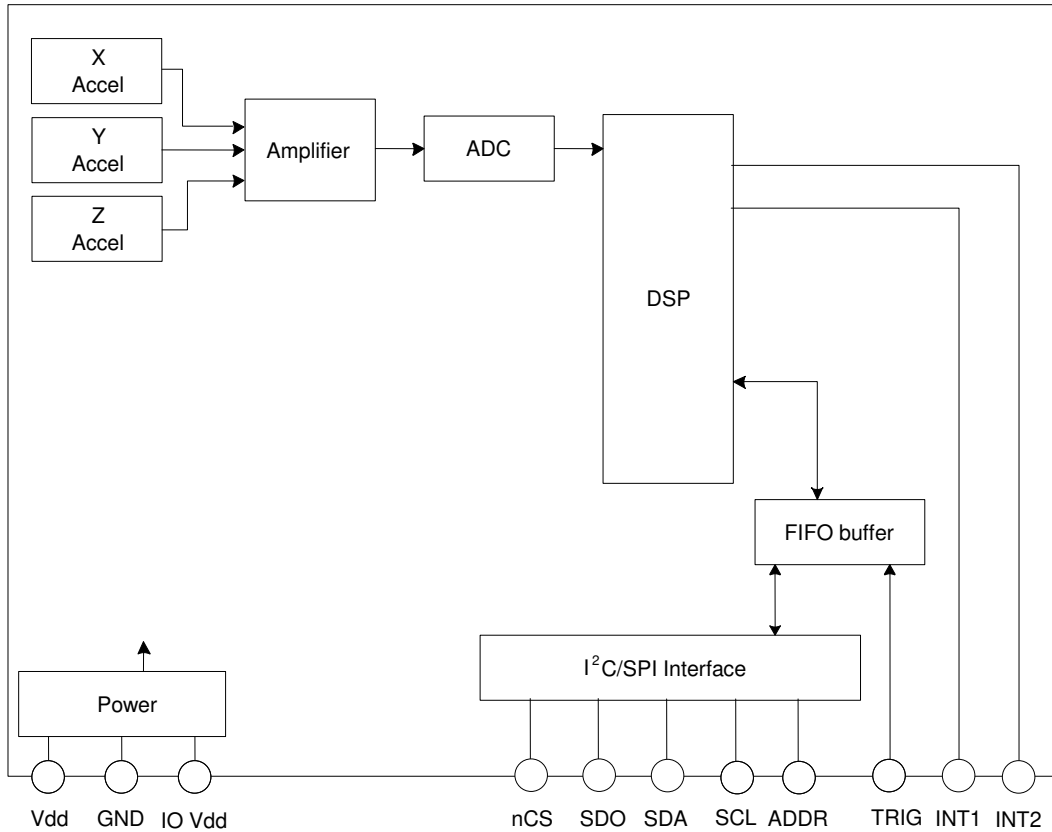 X
Accel
Y
Accel
Z
Accel
Amplifier
ADC
DSP
FIFO buffer
I²C/SPI Interface
Power
Vdd
GND
IO Vdd
nCS
SDO
SDA
SCL
ADDR
TRIG
INT1
INT2